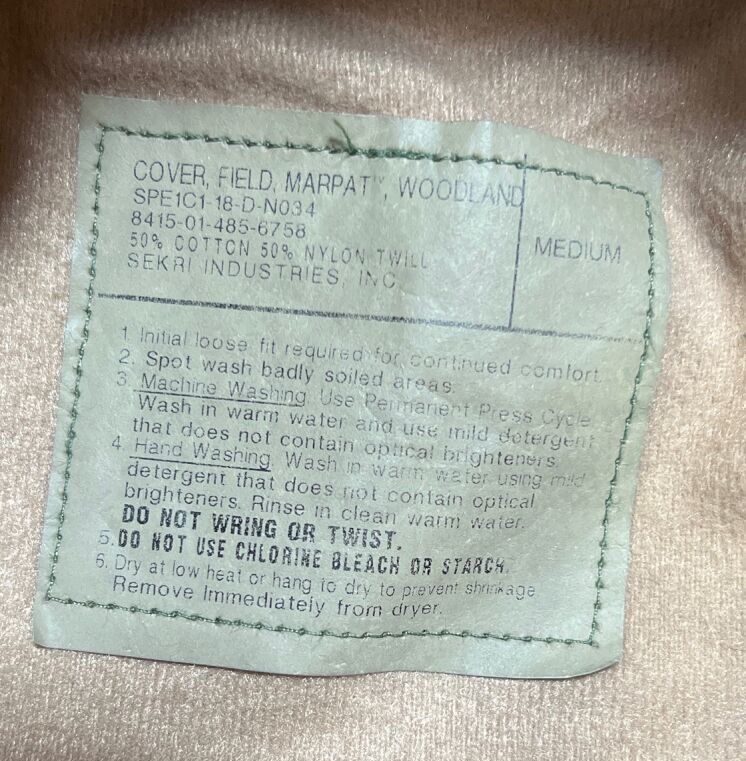 COVER, FIELD, MARPAT™, WOODLAND
SPE1C1-18-D-N034
8415-01-485-6758
50% COTTON 50% NYLON TWILL
SEKRI INDUSTRIES, INC.
MEDIUM
1. Initial loose fit required for continued comfort.
2. Spot wash badly soiled areas.
3. Machine Washing. Use Permanent Press Cycle.
Wash in warm water and use mild detergent
that does not contain optical brighteners.
4. Hand Washing. Wash in warm water using mild
detergent that does not contain optical
brighteners. Rinse in clean warm water.
DO NOT WRING OR TWIST.
5. DO NOT USE CHLORINE BLEACH OR STARCH.
6. Dry at low heat or hang to dry to prevent shrinkage
Remove Immediately from dryer.